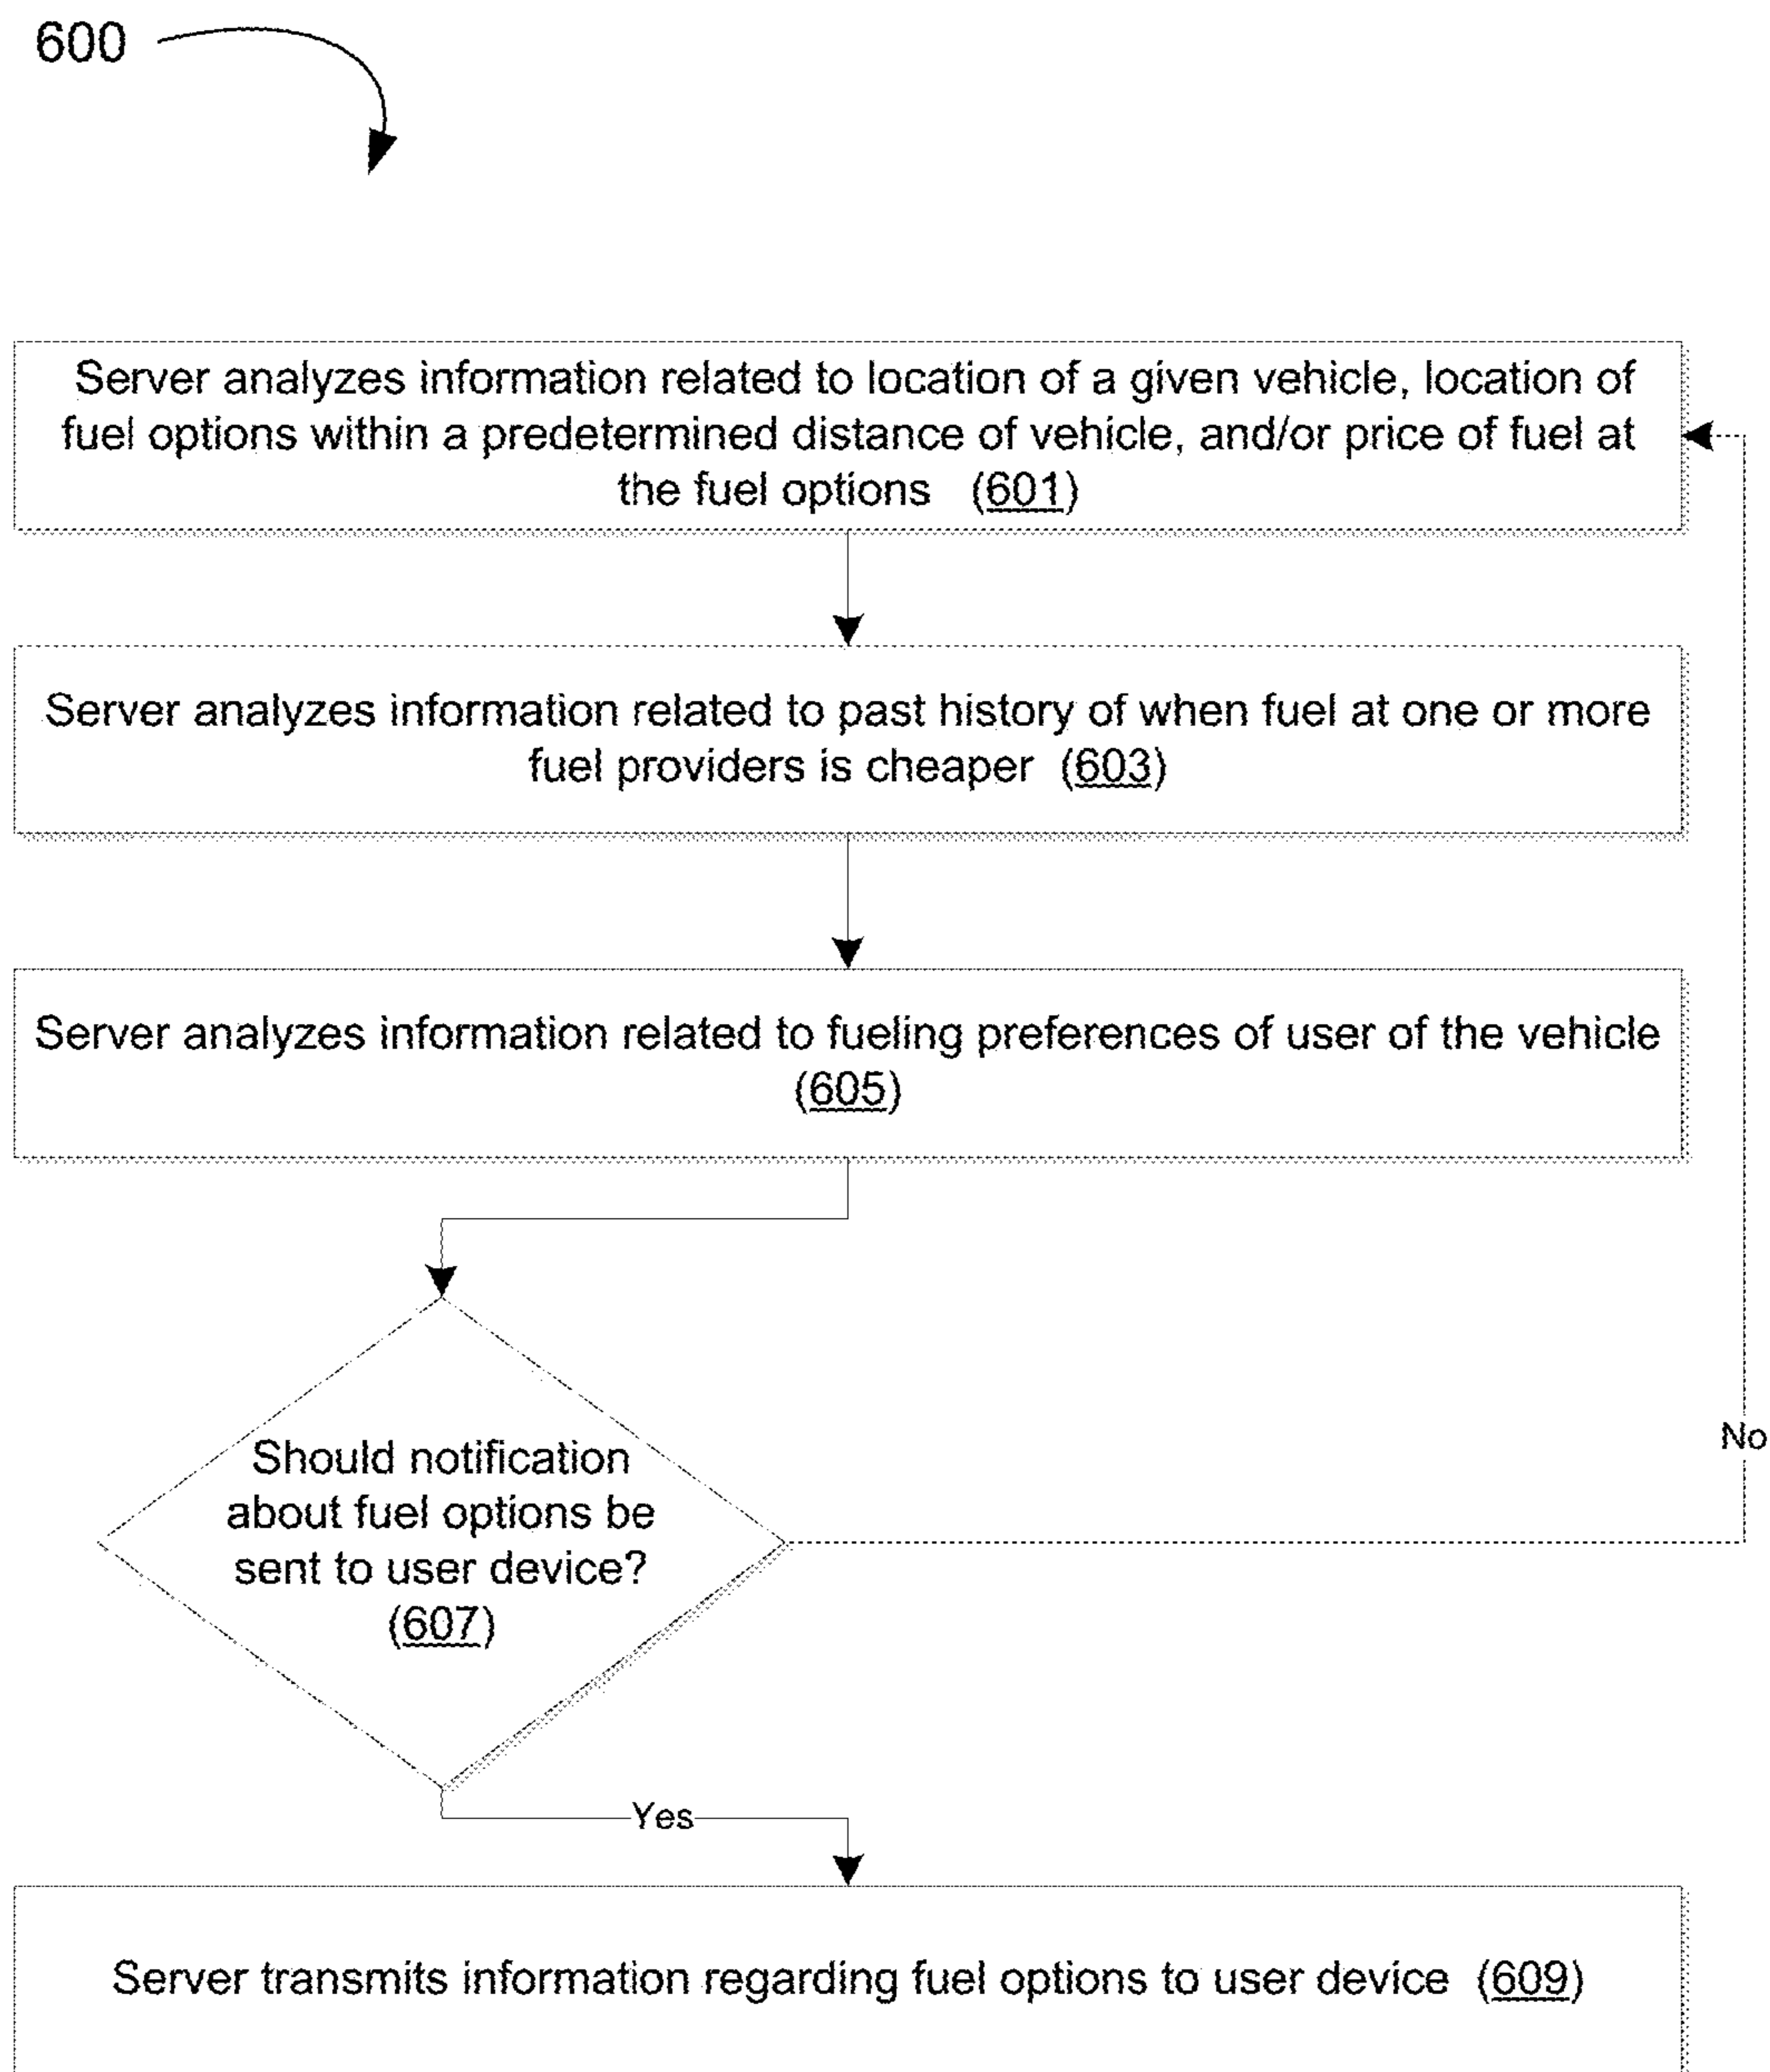 600
Server analyzes information related to location of a given vehicle, location of
fuel options within a predetermined distance of vehicle, and/or price of fuel at
the fuel options (601)
Server analyzes information related to past history of when fuel at one or more
fuel providers is cheaper (603)
Server analyzes information related to fueling preferences of user of the vehicle
(605)
Should notification
about fuel options be
sent to user device?
(607)
No
Yes
Server transmits information regarding fuel options to user device (609)